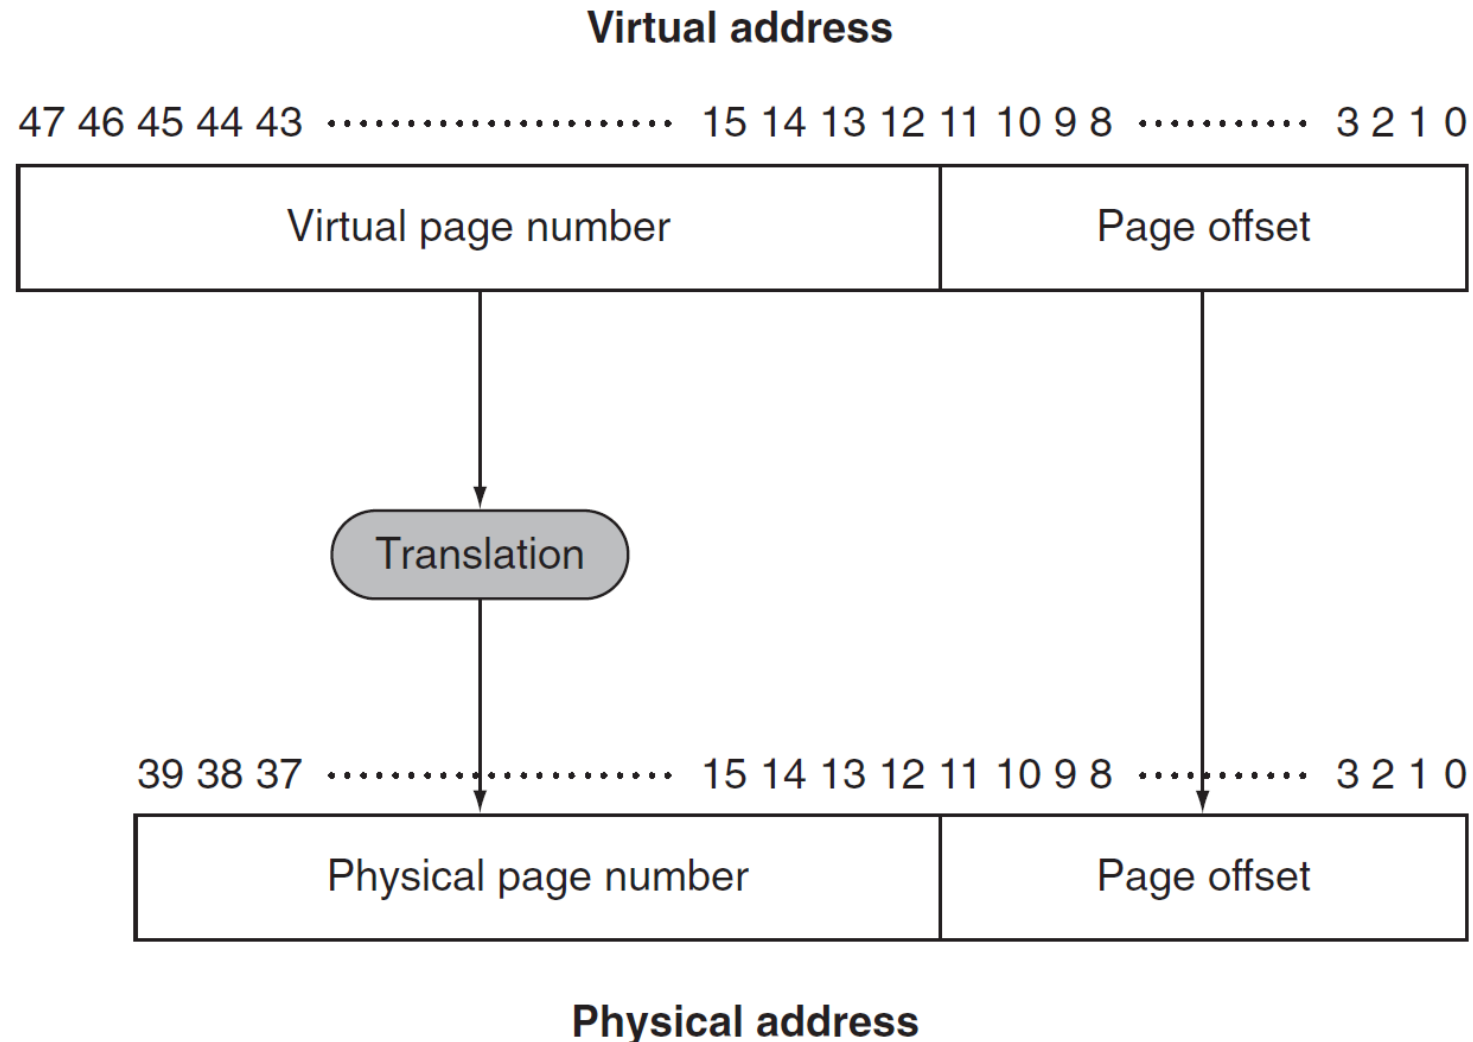 Virtual address
47 46 45 44 43 ...................... 15 14 13 12 11 10 9 8 ........... 3 2 1 0
Virtual page number Page offset
Translation
39 38 37 ...................... 15 14 13 12 11 10 9 8 ........... 3 2 1 0
Physical page number Page offset
Physical address